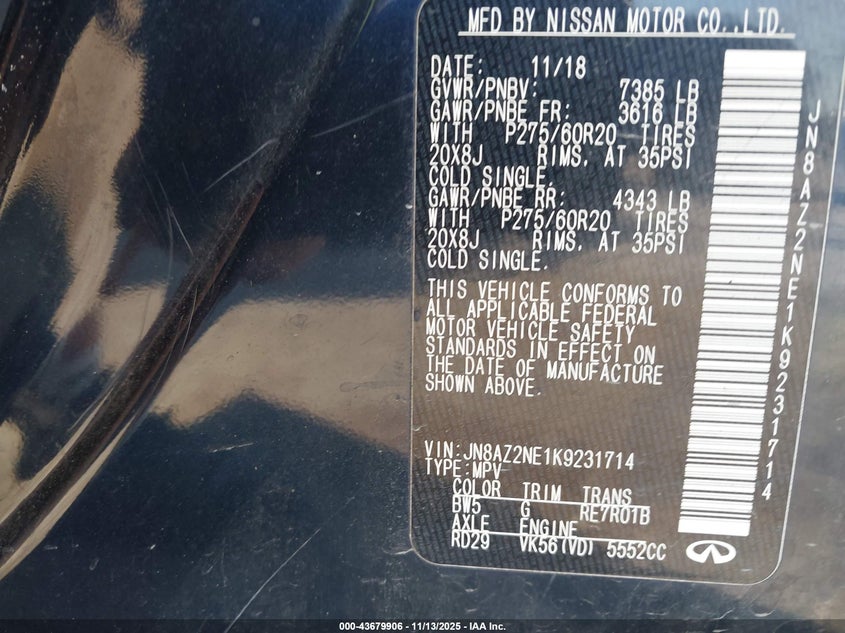 MFD BY NISSAN MOTOR CO.,LTD.
DATE: 11/18
GVWR/PNBV: 7385 LB
GAWR/PNBE FR: 3616 LB
WITH P275/60R20 TIRES
20X8J RIMS, AT 35PSI
COLD SINGLE.
GAWR/PNBE RR: 4343 LB
WITH P275/60R20 TIRES
20X8J RIMS, AT 35PSI
COLD SINGLE.
THIS VEHICLE CONFORMS TO
ALL APPLICABLE FEDERAL
MOTOR VEHICLE SAFETY
STANDARDS IN EFFECT ON
THE DATE OF MANUFACTURE
SHOWN ABOVE.
VIN:JN8AZ2NE1K9231714
TYPE:MPV
COLOR TRIM TRANS
BW5 G RE7R01B
AXLE ENGINE
RD29 VK56(VD) 5552CC
JN8AZ2NE1K9231714
000-43679906 - 11/13/2025 - IAA Inc.